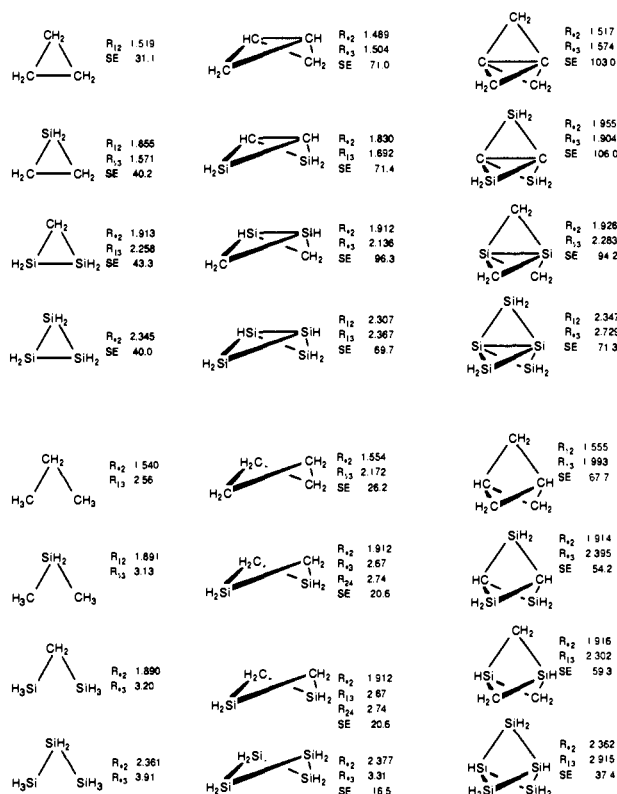 CH₂
H₂C CH₂
R₁₂ 1.519
SE 31.1
HC CH
H₂C CH₂
R₁₂ 1.489
R₁₃ 1.504
SE 71.0
CH₂
C C
H₂C CH₂
R₁₂ 1.517
R₁₃ 1.574
SE 103.0
SiH₂
H₂C CH₂
R₁₂ 1.855
R₁₃ 1.571
SE 40.2
HC CH
H₂Si SiH₂
R₁₂ 1.830
R₁₃ 1.692
SE 71.4
SiH₂
C C
H₂Si SiH₂
R₁₂ 1.955
R₁₃ 1.904
SE 106.0
CH₂
H₂Si SiH₂
R₁₂ 1.913
R₁₃ 2.258
SE 43.3
HSi SiH
H₂C CH₂
R₁₂ 1.912
R₁₃ 2.136
SE 96.3
CH₂
Si Si
H₂C CH₂
R₁₂ 1.926
R₁₃ 2.283
SE 94.2
SiH₂
H₂Si SiH₂
R₁₂ 2.345
SE 40.0
HSi SiH
H₂Si SiH₂
R₁₂ 2.307
R₁₃ 2.367
SE 69.7
SiH₂
Si Si
H₂Si SiH₂
R₁₂ 2.347
R₁₃ 2.729
SE 71.3
CH₂
H₃C CH₃
R₁₂ 1.540
R₁₃ 2.56
H₂C CH₂
H₂C CH₂
R₁₂ 1.554
R₁₃ 2.172
SE 26.2
CH₂
HC CH
H₂C CH₂
R₁₂ 1.555
R₁₃ 1.993
SE 67.7
SiH₂
H₃C CH₃
R₁₂ 1.891
R₁₃ 3.13
H₂C CH₂
H₂Si SiH₂
R₁₂ 1.912
R₁₃ 2.67
R₂₄ 2.74
SE 20.6
SiH₂
HC CH
H₂Si SiH₂
R₁₂ 1.914
R₁₃ 2.395
SE 54.2
CH₂
H₃Si SiH₃
R₁₂ 1.890
R₁₃ 3.20
H₂C CH₂
H₂Si SiH₂
R₁₂ 1.912
R₁₃ 2.67
R₂₄ 2.74
SE 20.6
CH₂
HSi SiH
H₂C CH₂
R₁₂ 1.916
R₁₃ 2.302
SE 59.3
SiH₂
H₃Si SiH₃
R₁₂ 2.361
R₁₃ 3.91
H₂Si SiH₂
H₂Si SiH₂
R₁₂ 2.377
R₁₃ 3.31
SE 16.5
SiH₂
HSi SiH
H₂Si SiH₂
R₁₂ 2.362
R₁₃ 2.915
SE 37.4